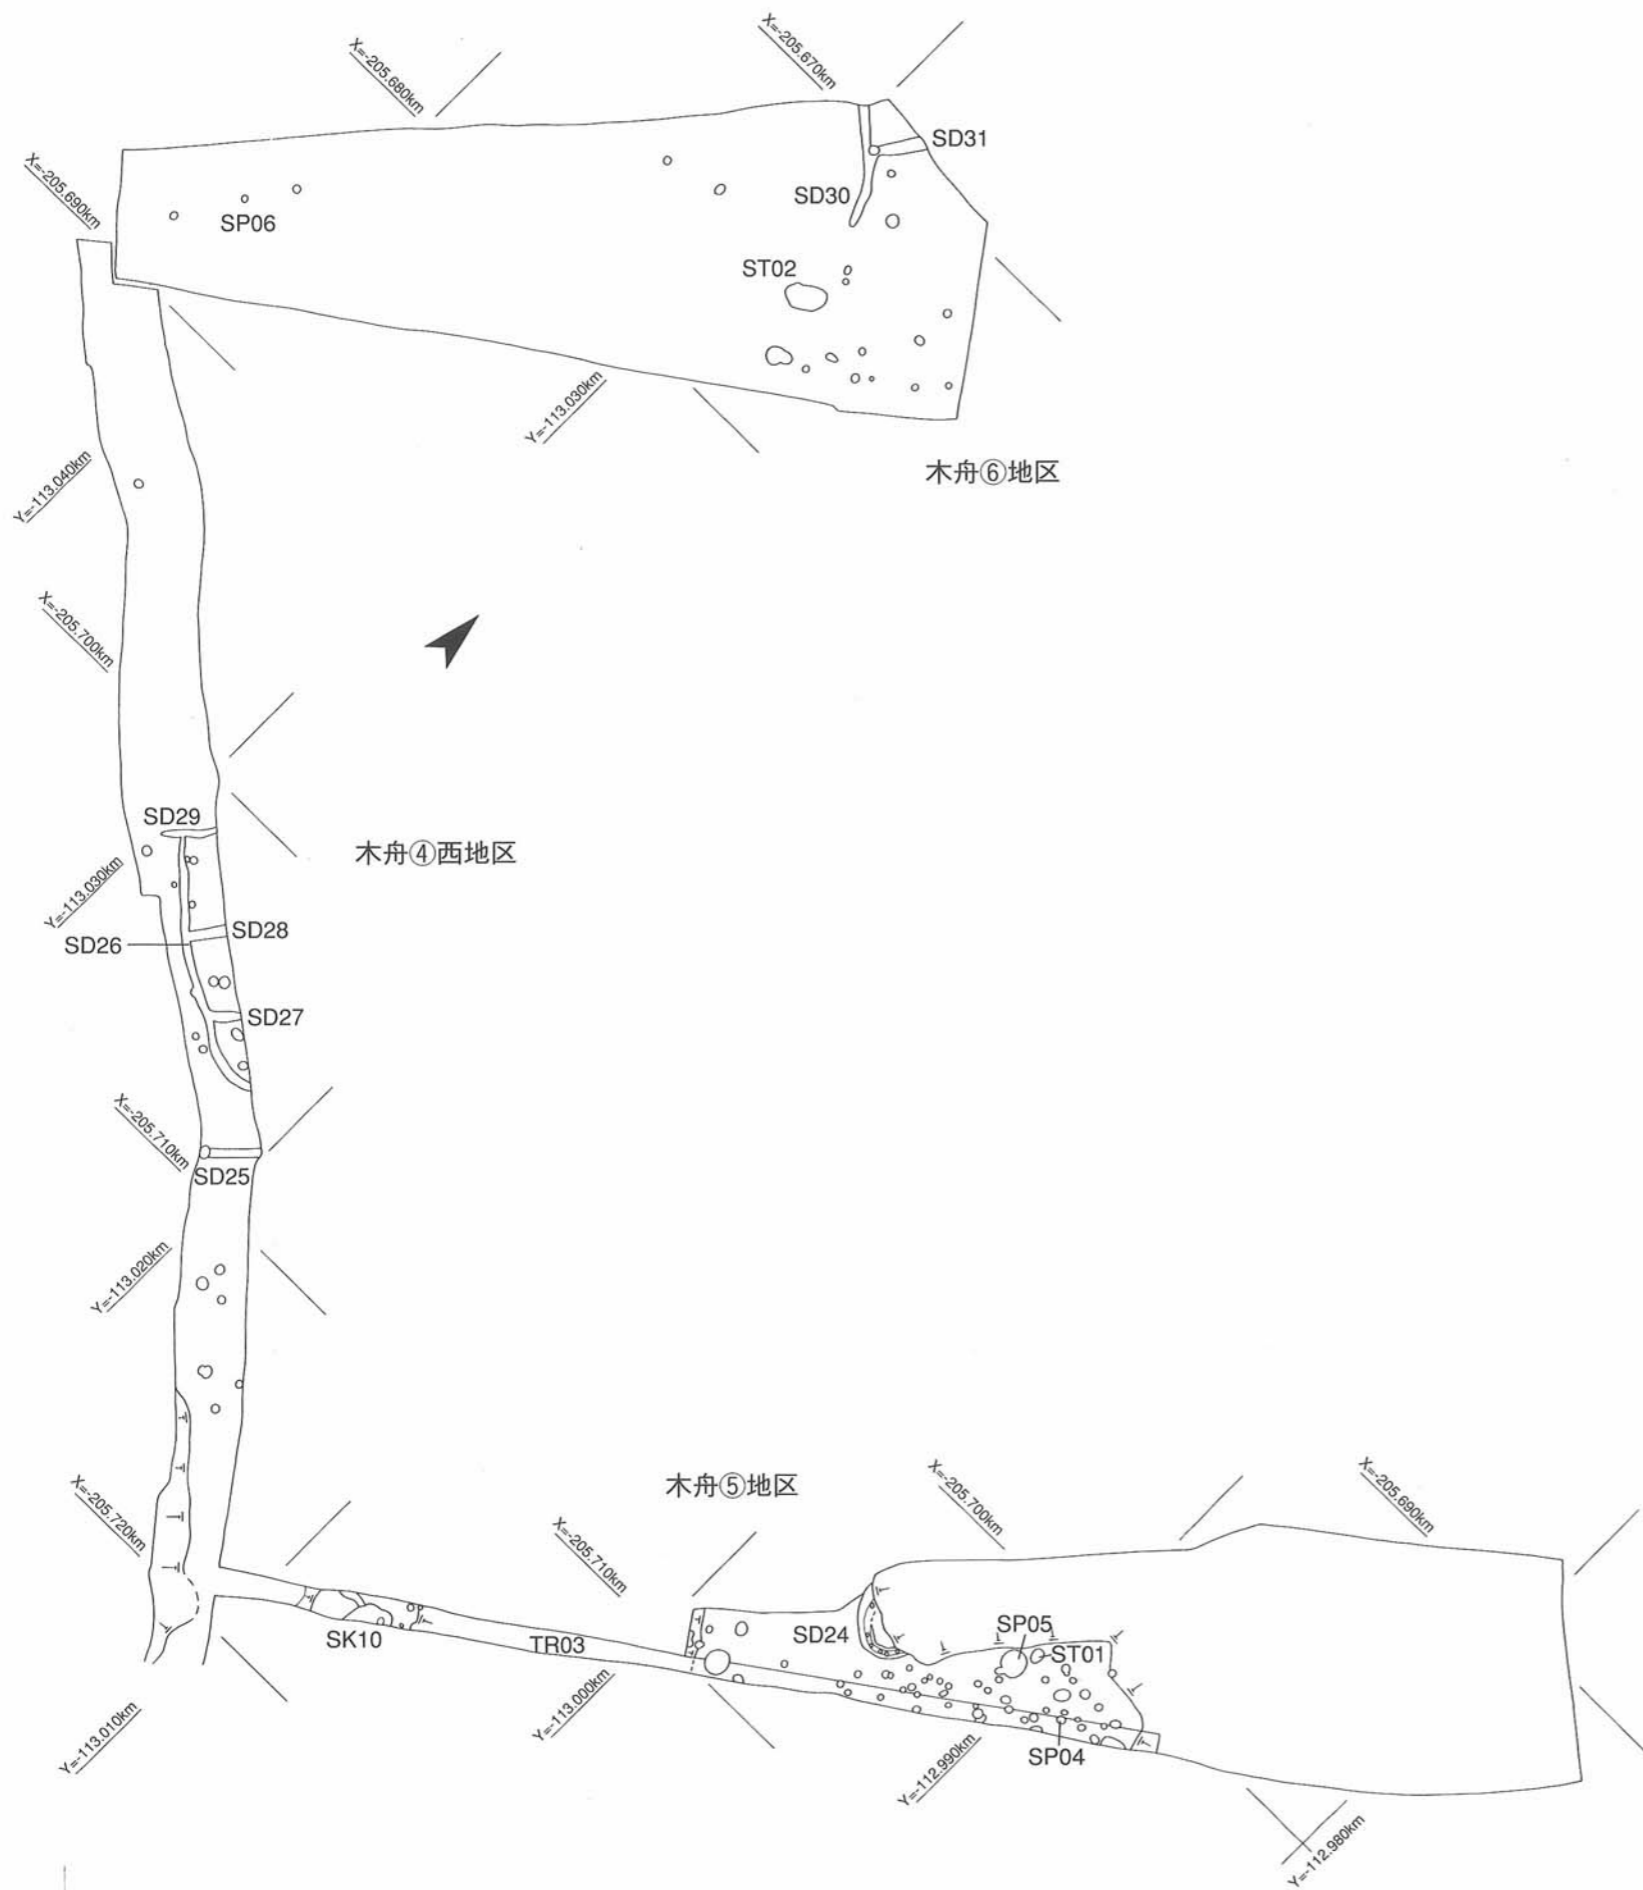 X=-205.670km
X=-205.680km
SD31
X=-205.690km
SD30
SP06
ST02
Y=-113.030km
木舟⑥地区
Y=-113.040km
X=-205.700km
SD29
木舟④西地区
Y=-113.030km
SD28
SD26
SD27
X=-205.710km
SD25
Y=-113.020km
木舟⑤地区
X=-205.700km
X=-205.690km
X=-205.720km
X=-205.710km
SP05
SD24
SK10
TR03
ST01
Y=-113.000km
Y=-113.010km
SP04
Y=-112.990km
Y=-112.980km